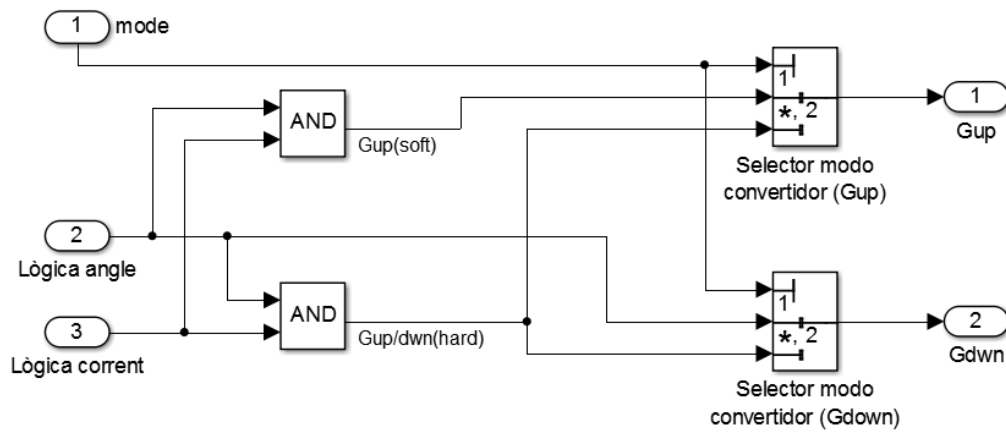 1
mode
AND
Gup(soft)
1
*, 2
Selector modo
convertidor (Gup)
1
Gup
2
Lògica angle
3
Lògica corrent
AND
Gup/dwn(hard)
1
*, 2
Selector modo
convertidor (Gdown)
2
Gdwn